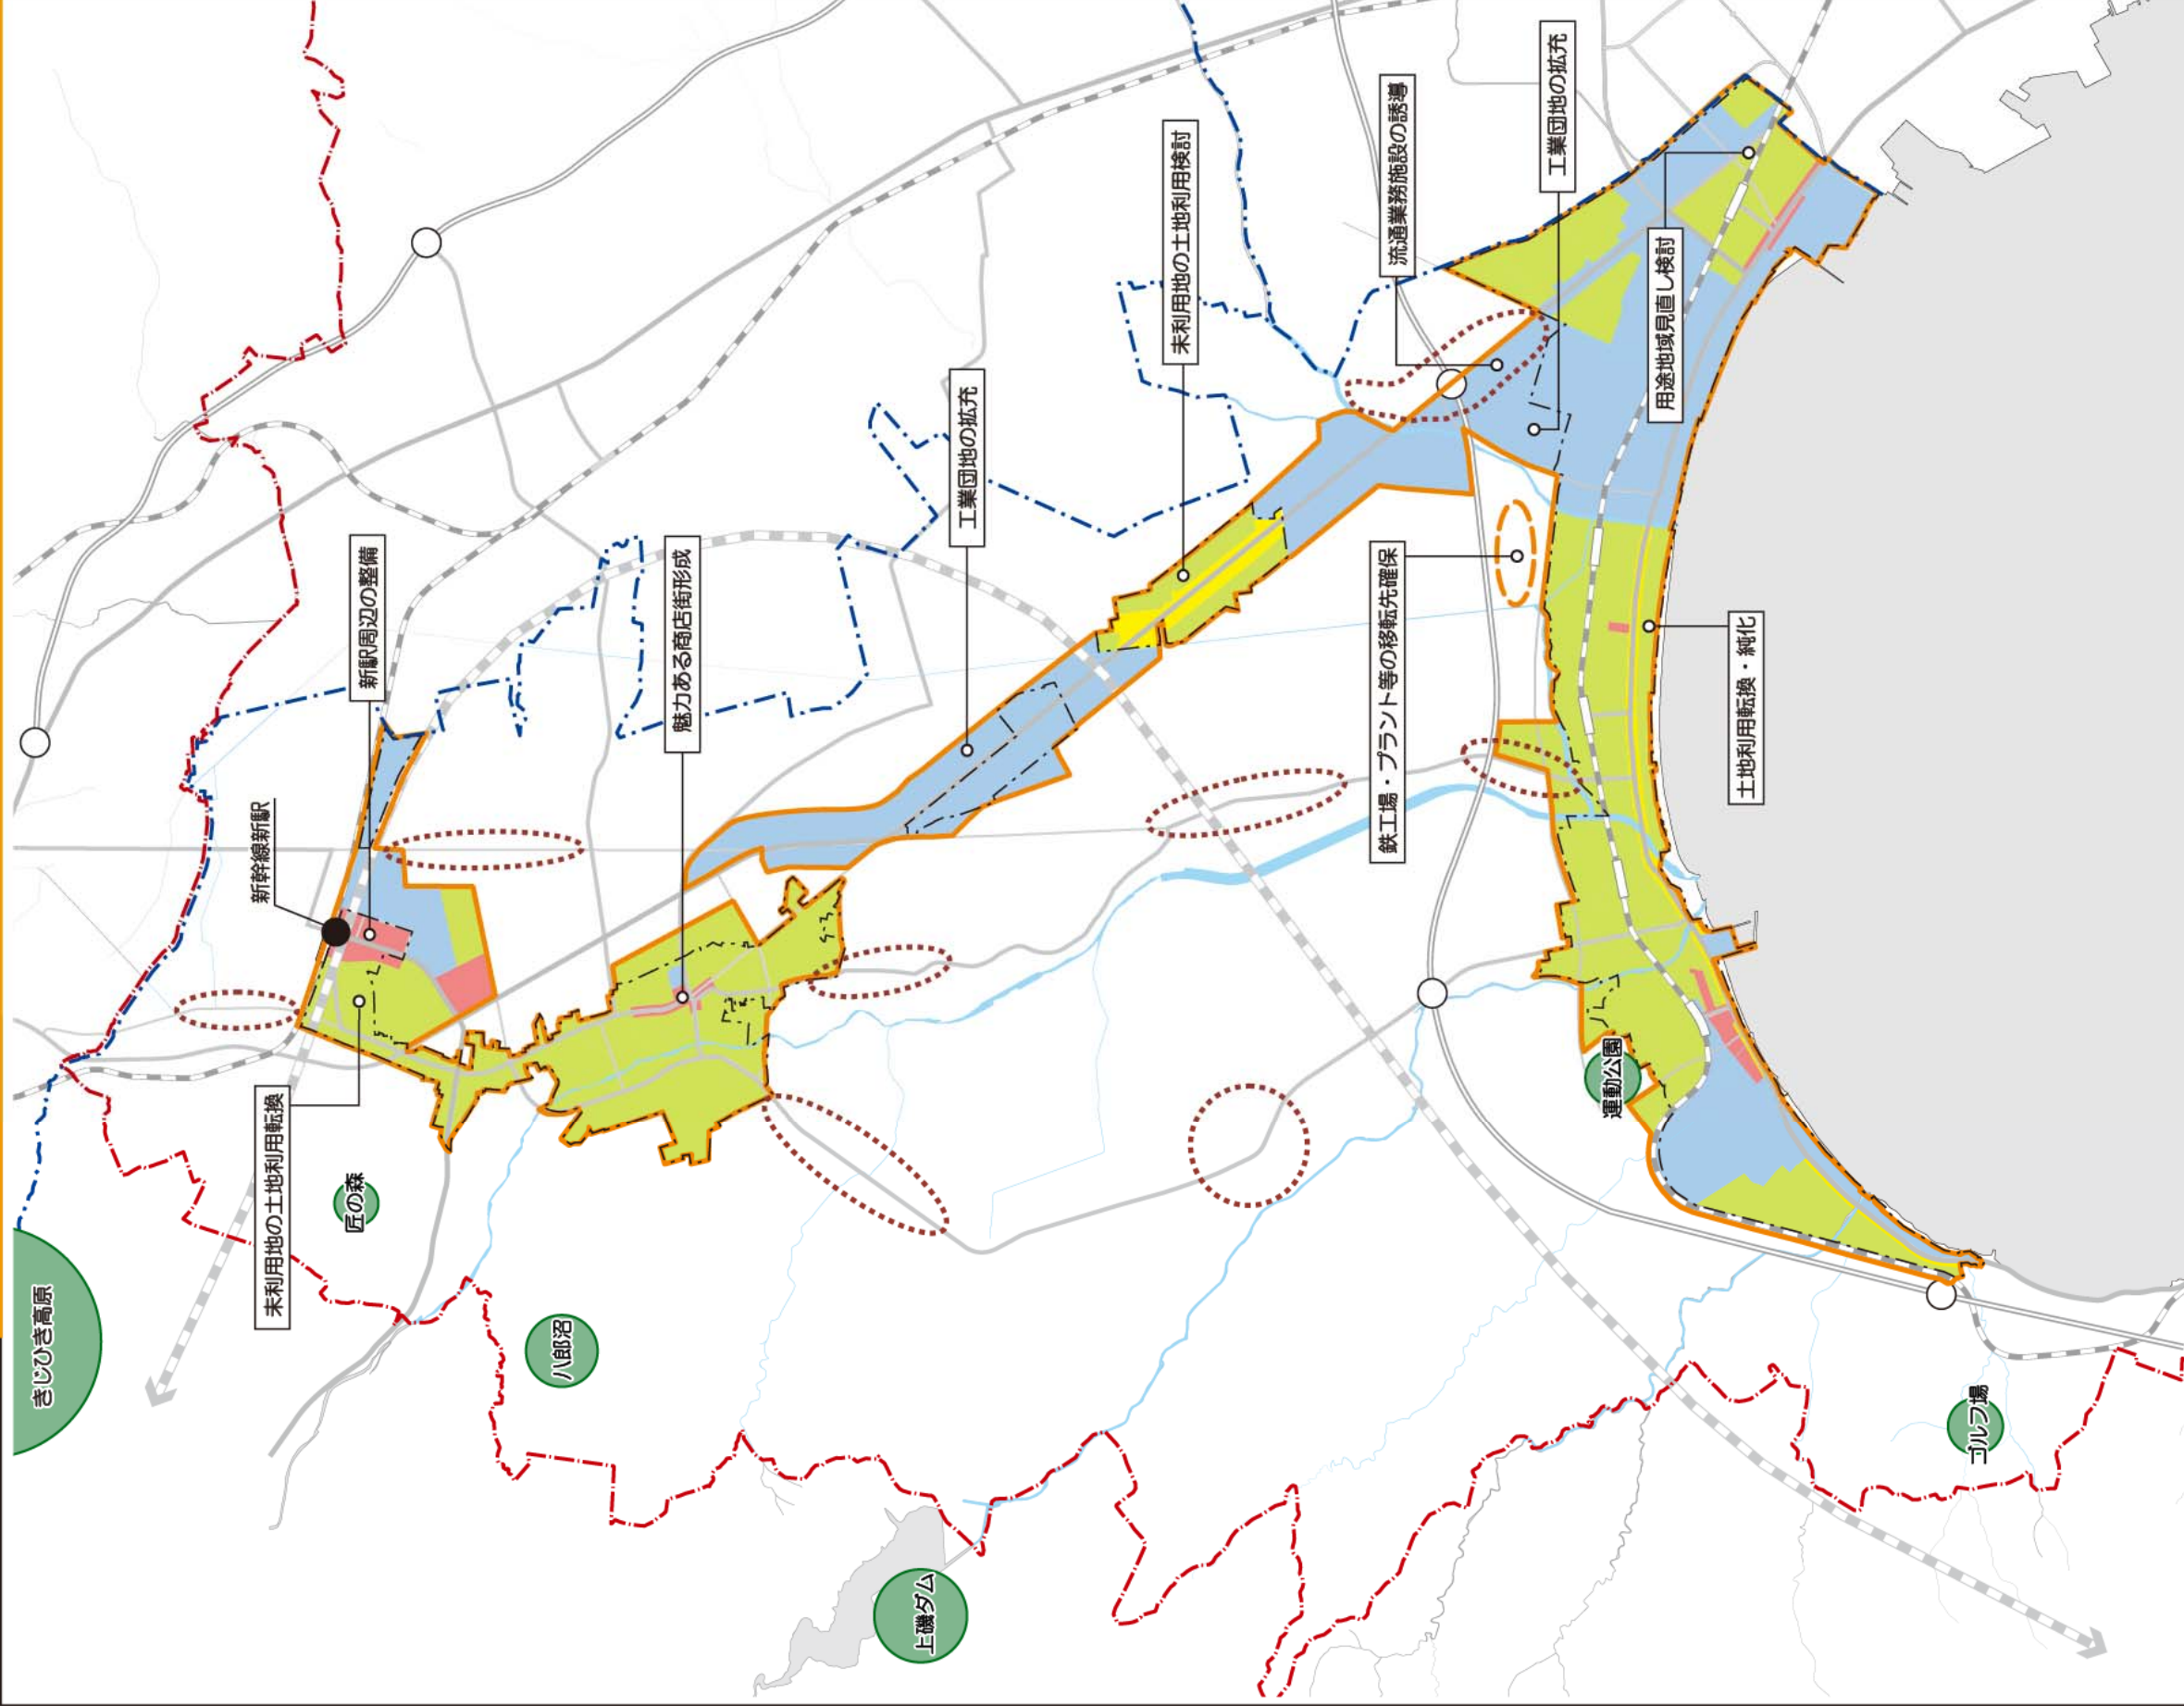 きじひき高原
新幹線新駅
未利用地の土地利用転換
匠の森
新駅周辺の整備
八郎沼
魅力ある商店街形成
上磯ダム
工業団地の拡充
未利用地の土地利用検討
鉄工場・プラント等の移転先確保
流通業務施設の誘導
工業団地の拡充
運動公園
用途地域見直し検討
土地利用転換・純化
ゴルフ場